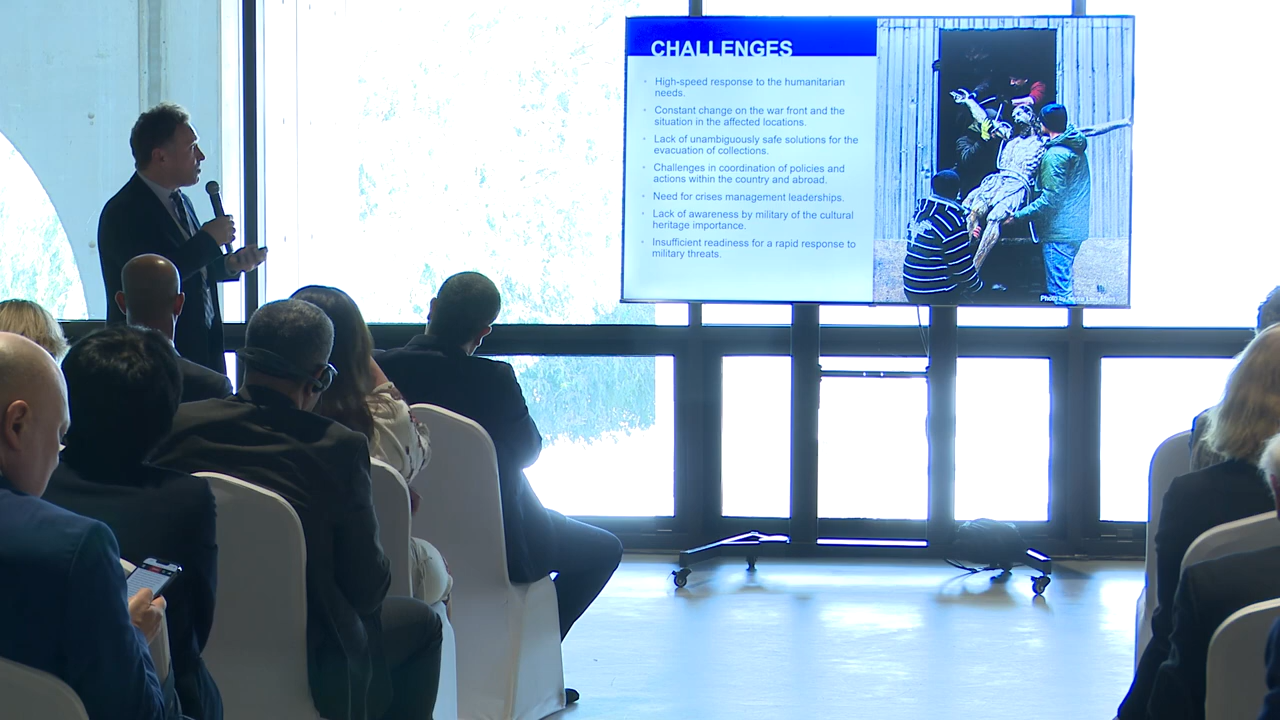 CHALLENGES
High-speed response to the humanitarian
needs.
Constant change on the war front and the
situation in the affected locations.
Lack of unambiguously safe solutions for the
evacuation of collections.
Challenges in coordination of policies and
actions within the country and abroad.
Need for crises management leaderships.
Lack of awareness by military of the cultural
heritage importance.
Insufficient readiness for a rapid response to
military threats.
Photo by